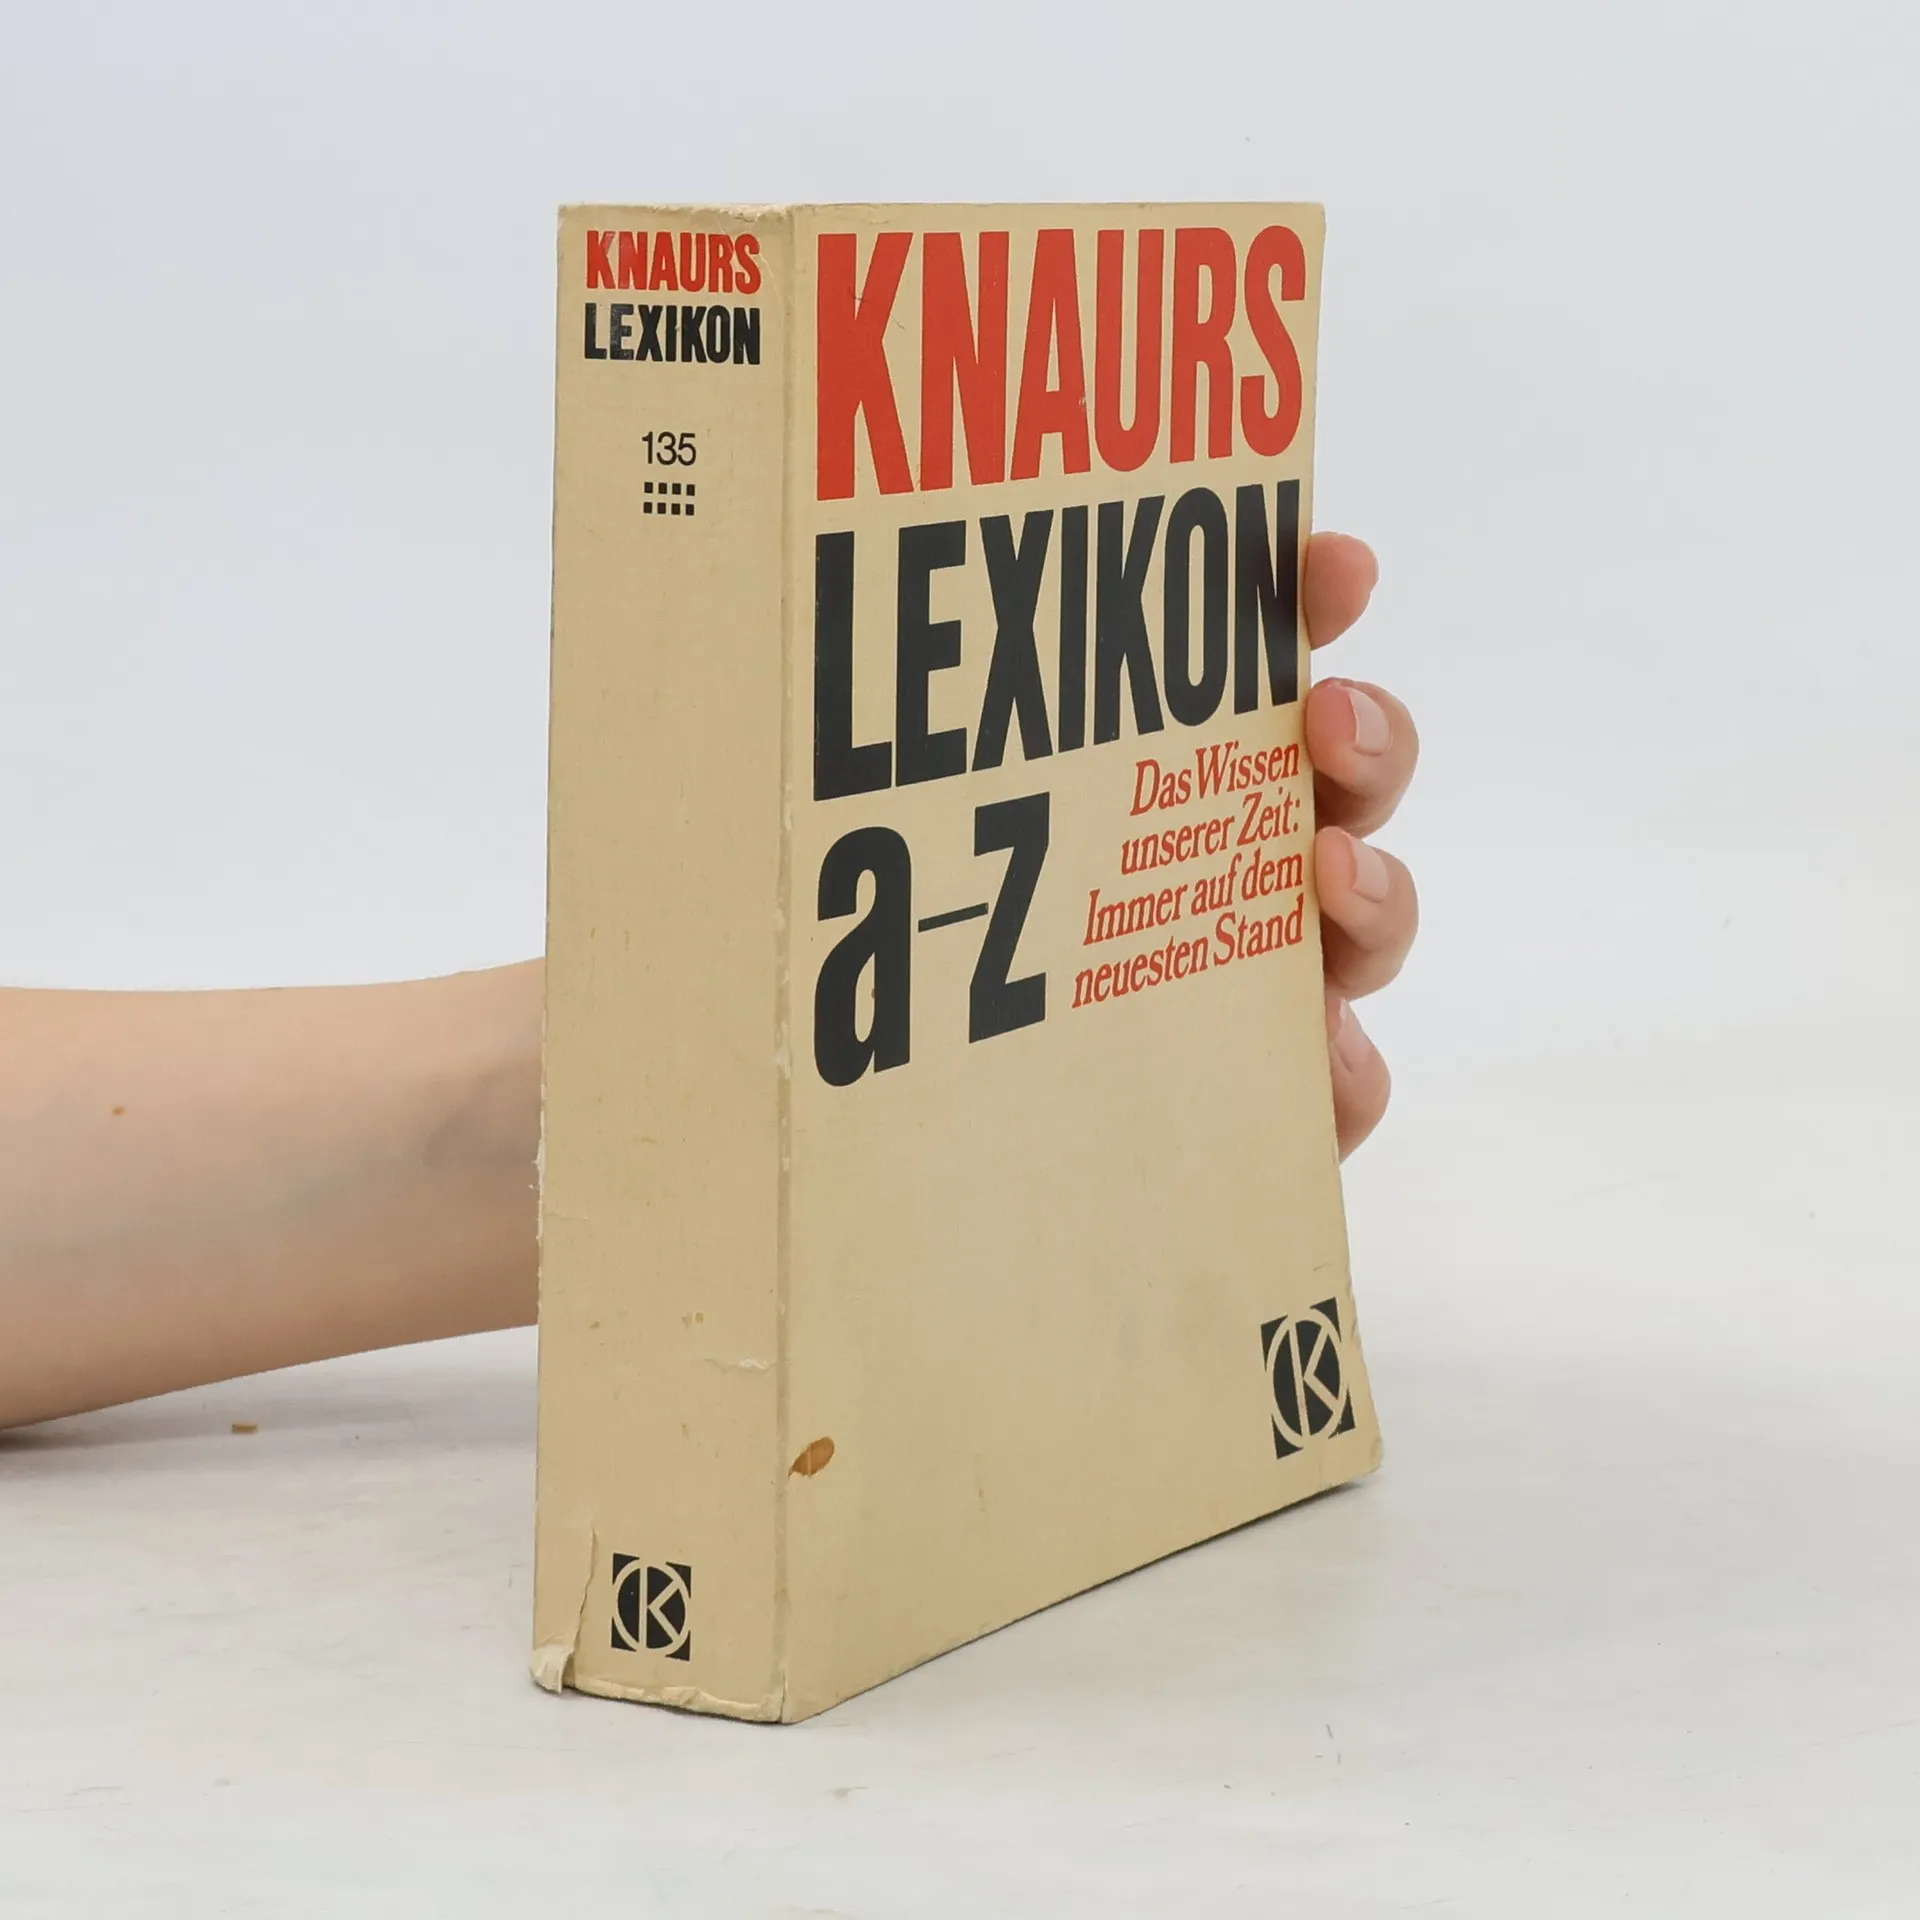 KNAURS
LEXIKON
135
K
KNAURS
LEXIKON
a–z
Das Wissen
unserer Zeit:
Immer auf dem
neuesten Stand
K